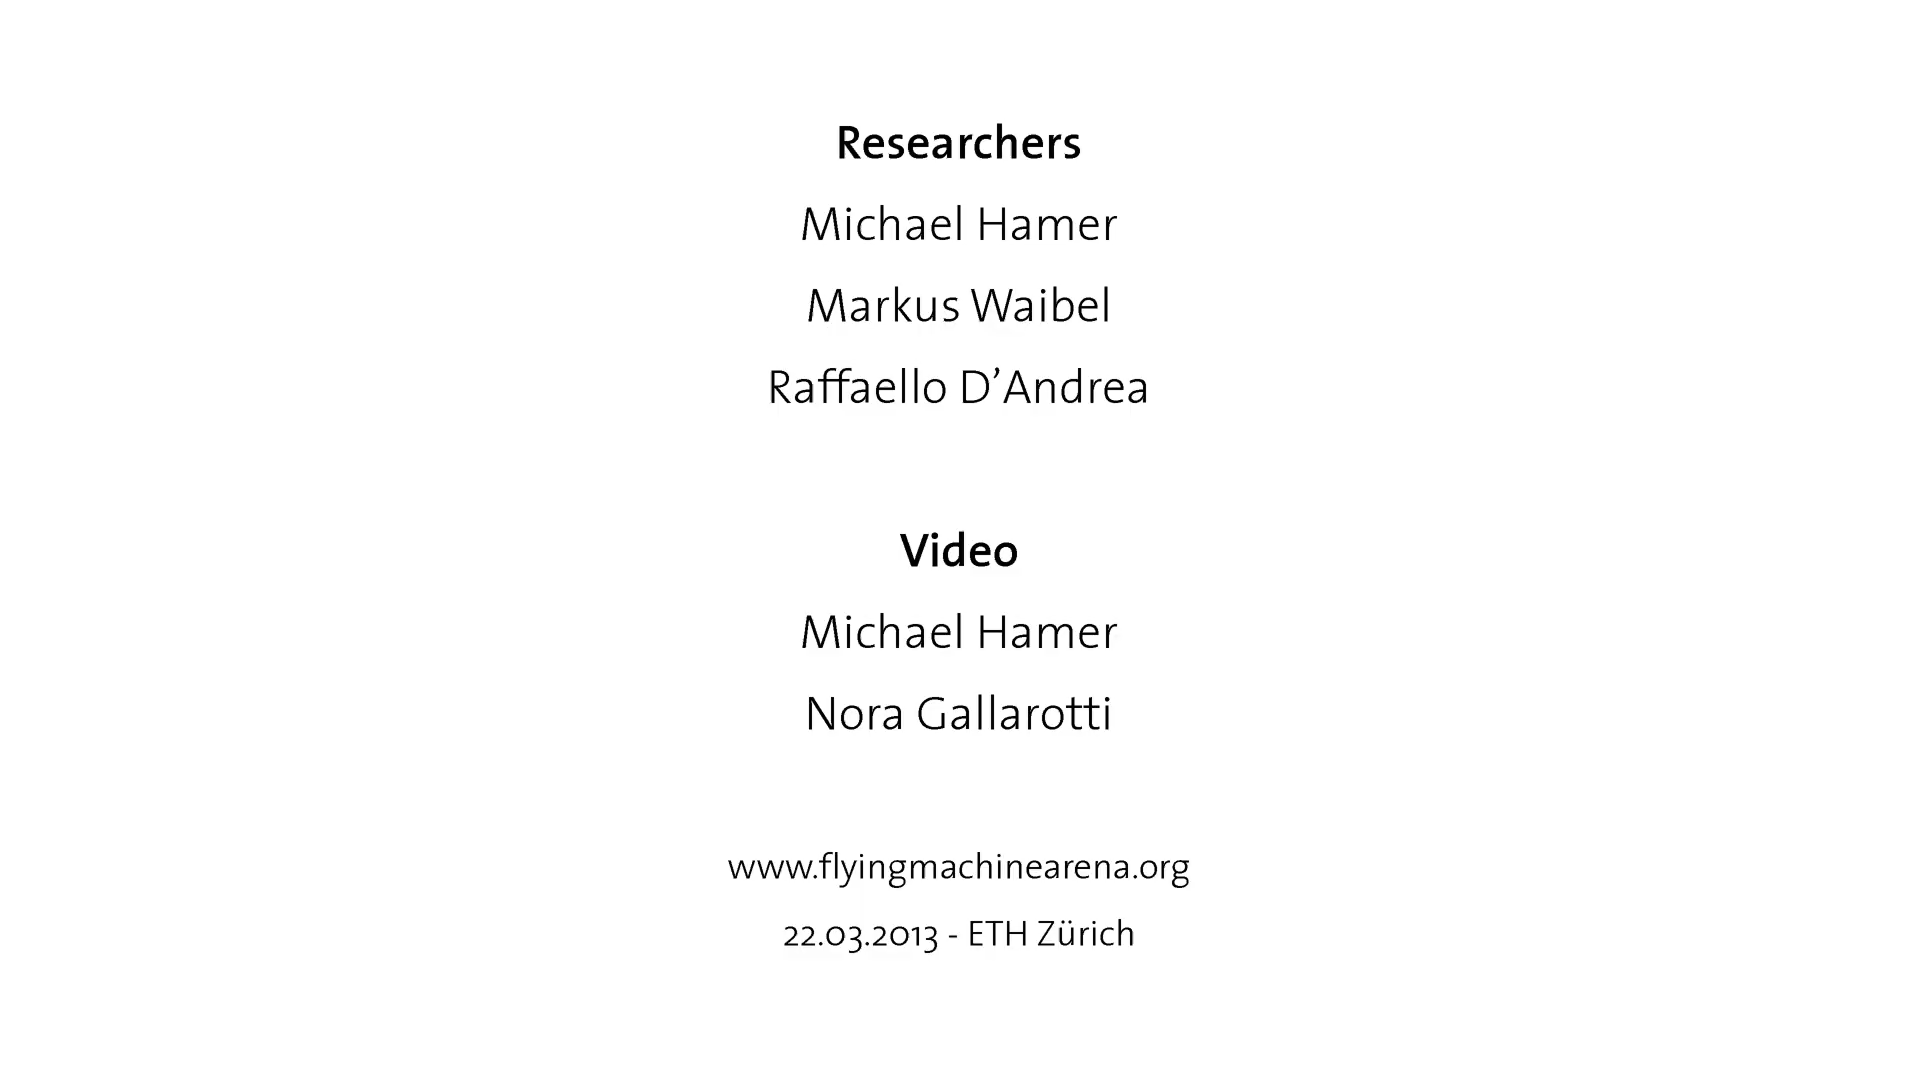 Researchers
Michael Hamer
Markus Waibel
Raffaello D’Andrea
Video
Michael Hamer
Nora Gallarotti
www.flyingmachinearena.org
22.03.2013 - ETH Zürich